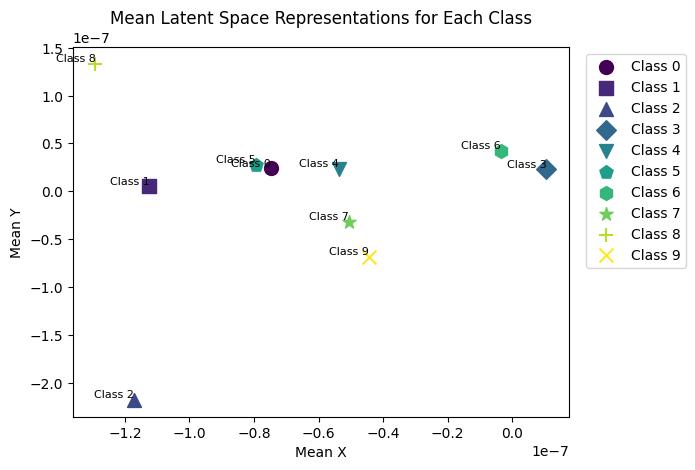 Mean Latent Space Representations for Each Class
1e−7
1.5
1.0
0.5
0.0
−0.5
−1.0
−1.5
−2.0
Mean Y
Class 8
Class 5
Class 0
Class 4
Class 6
Class 3
Class 1
Class 7
Class 9
Class 2
−1.2
−1.0
−0.8
−0.6
−0.4
−0.2
0.0
1e−7
Mean X
Class 0
Class 1
Class 2
Class 3
Class 4
Class 5
Class 6
Class 7
Class 8
Class 9